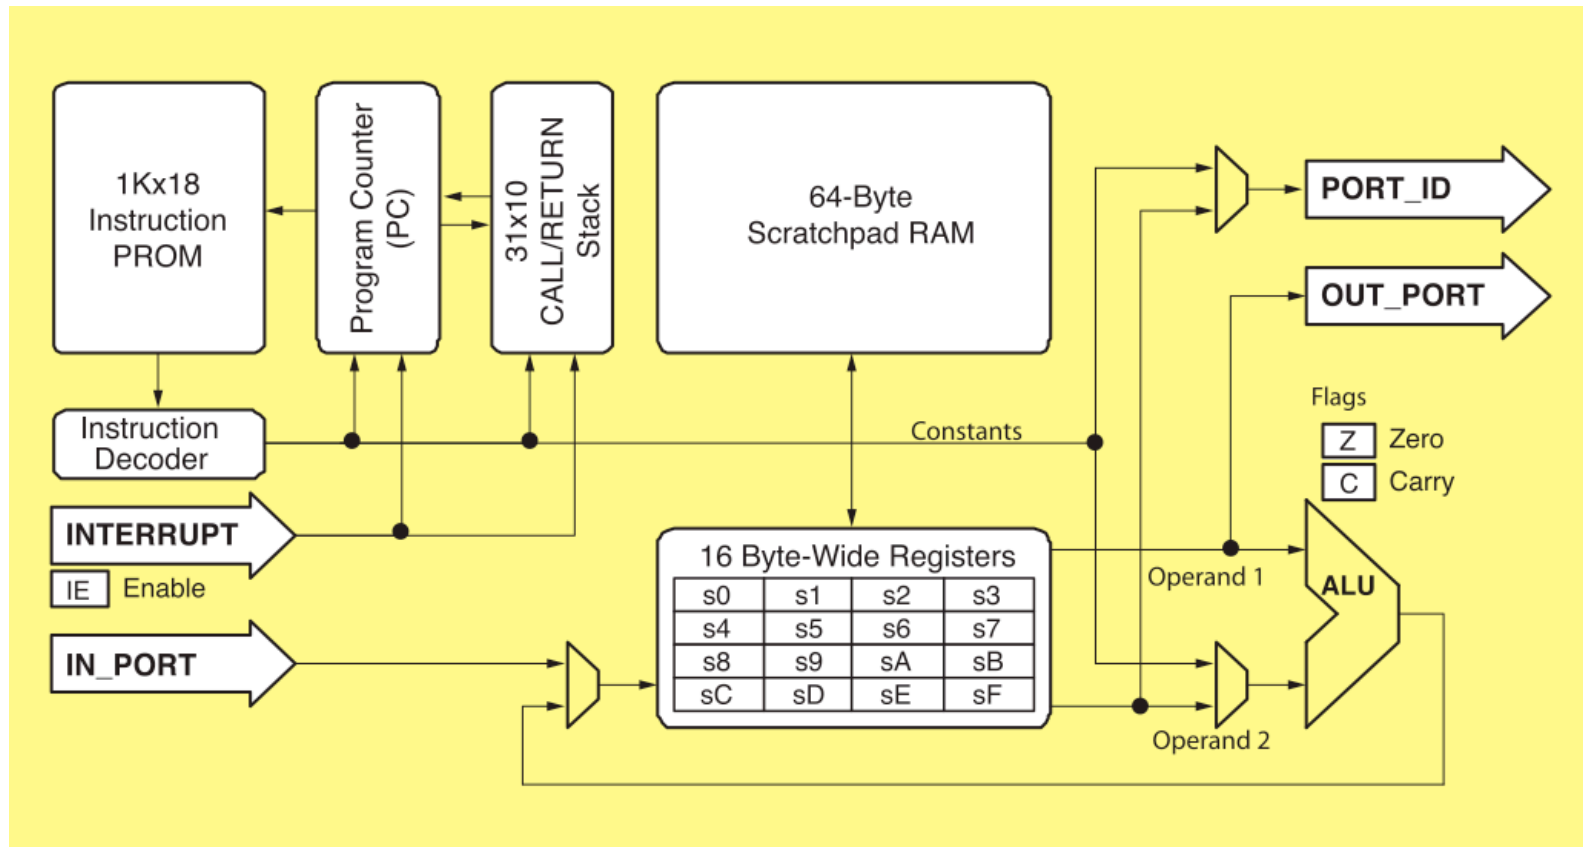 1Kx18
Instruction
PROM
Program Counter
(PC)
31x10
CALL/RETURN
Stack
64-Byte
Scratchpad RAM
PORT_ID
OUT_PORT
Flags
Z Zero
C Carry
Instruction
Decoder
Constants
INTERRUPT
IE Enable
IN_PORT
16 Byte-Wide Registers
s0 s1 s2 s3
s4 s5 s6 s7
s8 s9 sA sB
sC sD sE sF
Operand 1
ALU
Operand 2